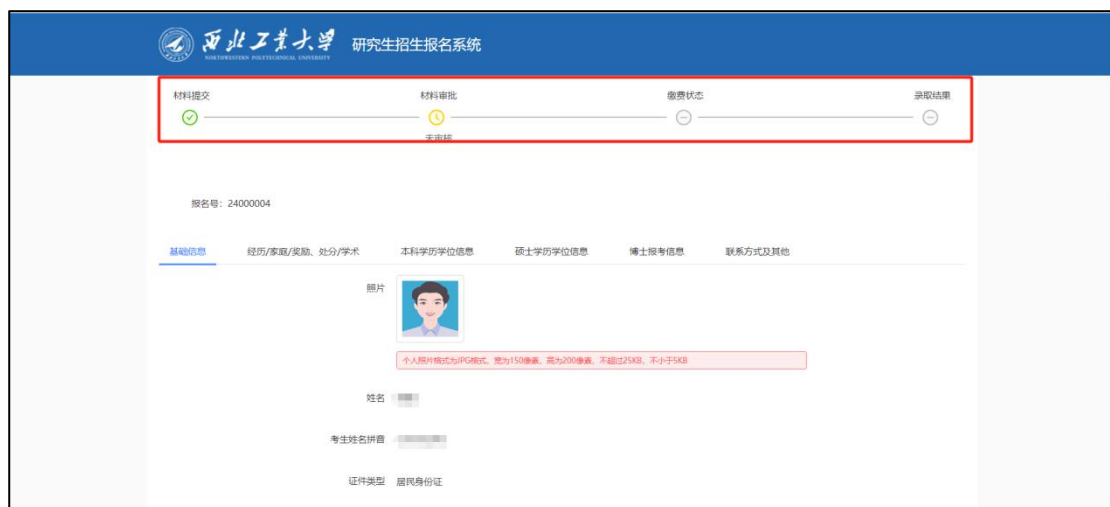 西北工业大学 研究生招生报名系统
NORTHWESTERN POLYTECHNICAL UNIVERSITY
材料提交 材料审批 缴费状态 录取结果
未审核
报名号: 24000004
基础信息 经历/家庭/奖励、处分/学术 本科学历学位信息 硕士学历学位信息 博士报考信息 联系方式及其他
照片
个人照片格式为JPG格式、宽为150像素、高为200像素、不超过25KB、不小于5KB
姓名
考生姓名拼音
证件类型 居民身份证